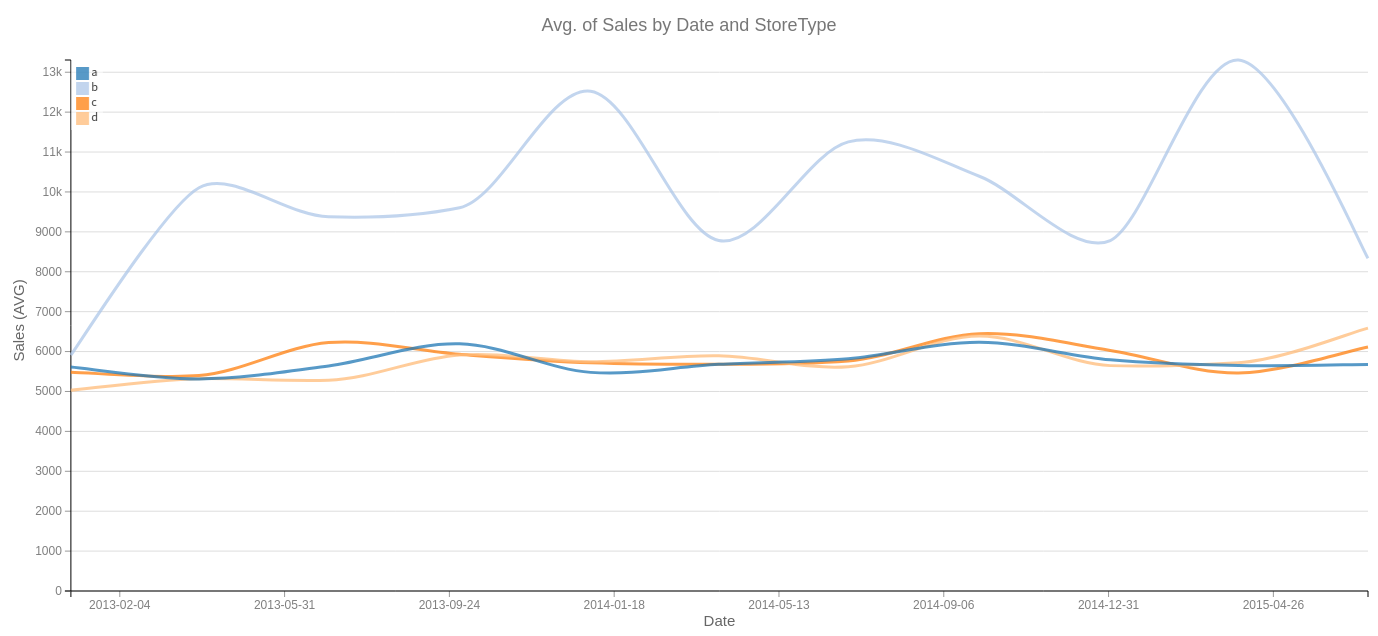 Avg. of Sales by Date and StoreType
a
b
c
d
13k
12k
11k
10k
9000
8000
7000
6000
5000
4000
3000
2000
1000
0
Sales (AVG)
2013-02-04 2013-05-31 2013-09-24 2014-01-18 2014-05-13 2014-09-06 2014-12-31 2015-04-26
Date